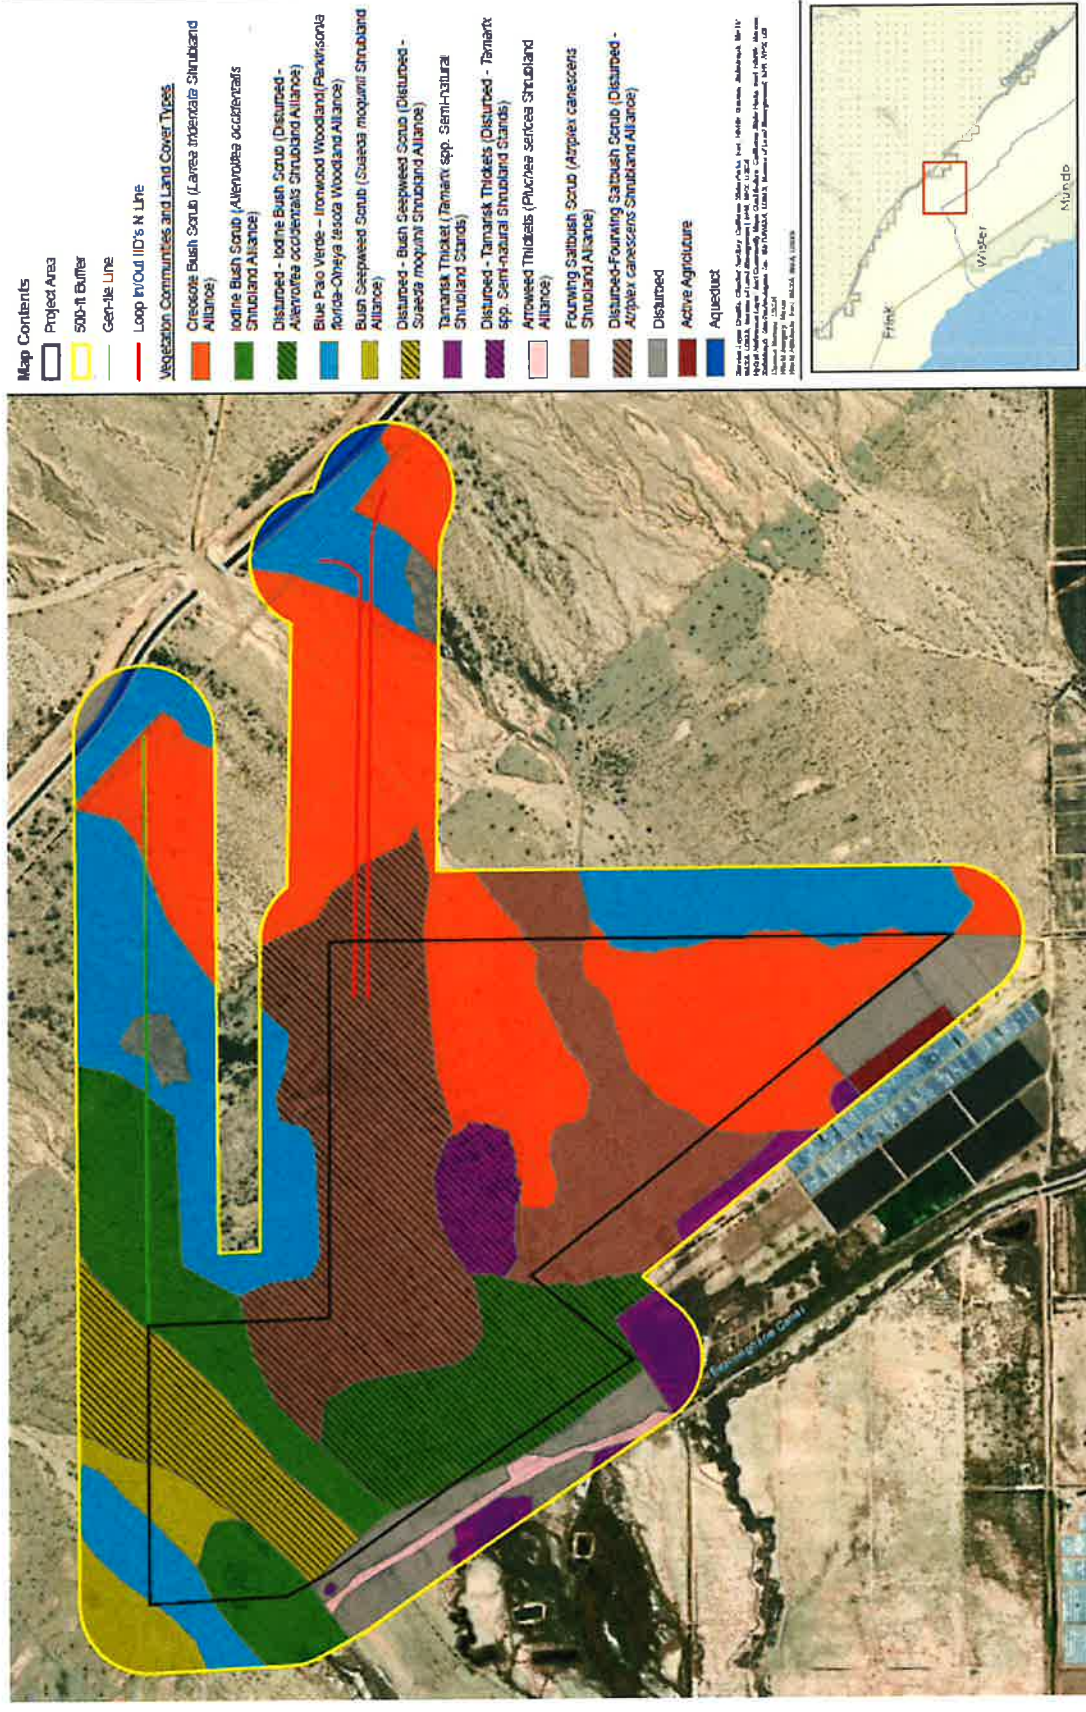 Map Contents
Project Area
500-ft Buffer
Gen-tie Line
Loop In/Out IID's N Line
Vegetation Communities and Land Cover Types
Creosote Bush Scrub (Larrea tridentata Shrubland
Alliance)
Iodine Bush Scrub (Allenrolfea occidentalis
Shrubland Alliance)
Disturbed - Iodine Bush Scrub (Disturbed -
Allenrolfea occidentalis Shrubland Alliance)
Blue Palo Verde - Ironwood Woodland (Parkinsonia
florida-Olneya tesota Woodland Alliance)
Bush Seepweed Scrub (Suaeda moquinii Shrubland
Alliance)
Disturbed - Bush Seepweed Scrub (Disturbed -
Suaeda moquinii Shrubland Alliance)
Tamarisk Thicket (Tamarix spp. Semi-natural
Shrubland Stands)
Disturbed - Tamarisk Thickets (Disturbed - Tamarix
spp. Semi-natural Shrubland Stands)
Arrowweed Thickets (Pluchea sericea Shrubland
Alliance)
Fourwing Saltbush Scrub (Atriplex canescens
Shrubland Alliance)
Disturbed-Fourwing Saltbush Scrub (Disturbed -
Atriplex canescens Shrubland Alliance)
Disturbed
Active Agriculture
Aqueduct
Frink
Wister
Mundo
Canal